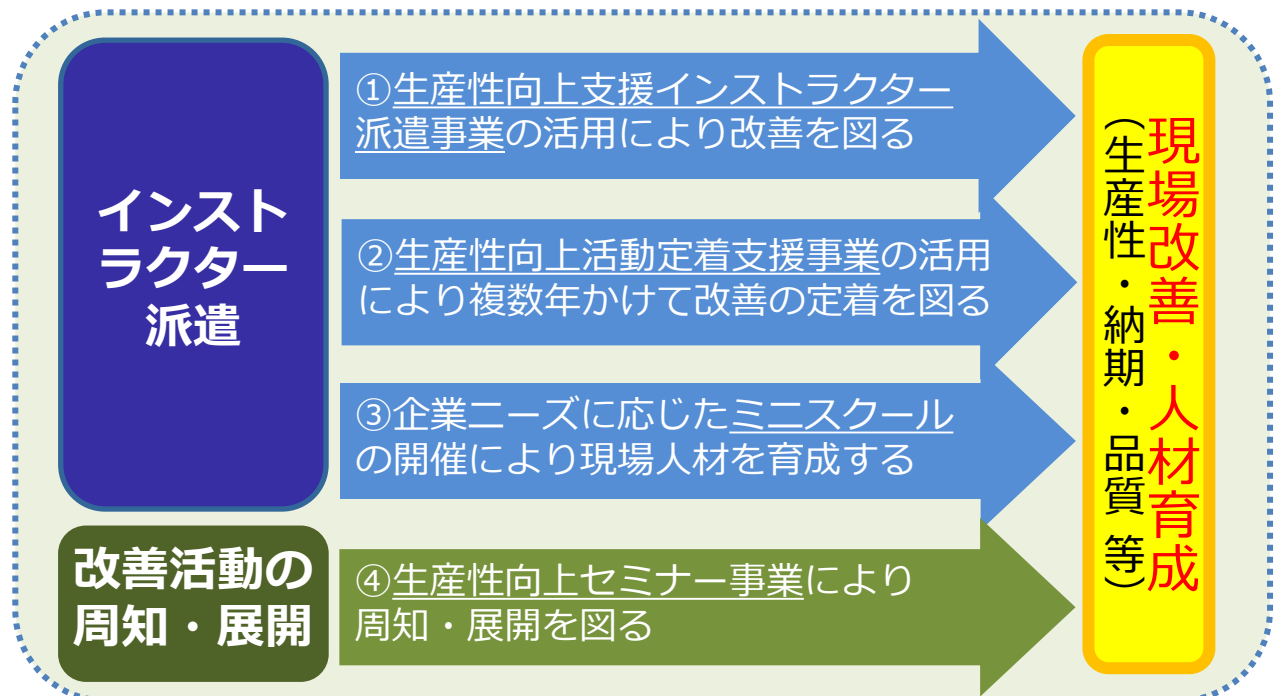 インスト
ラクター
派遣
①生産性向上支援インストラクター
派遣事業の活用により改善を図る
②生産性向上活動定着支援事業の活用
により複数年かけて改善の定着を図る
③企業ニーズに応じたミニスクール
の開催により現場人材を育成する
改善活動の
周知・展開
④生産性向上セミナー事業により
周知・展開を図る
現場改善・人材育成
（生産性・納期・品質 等）